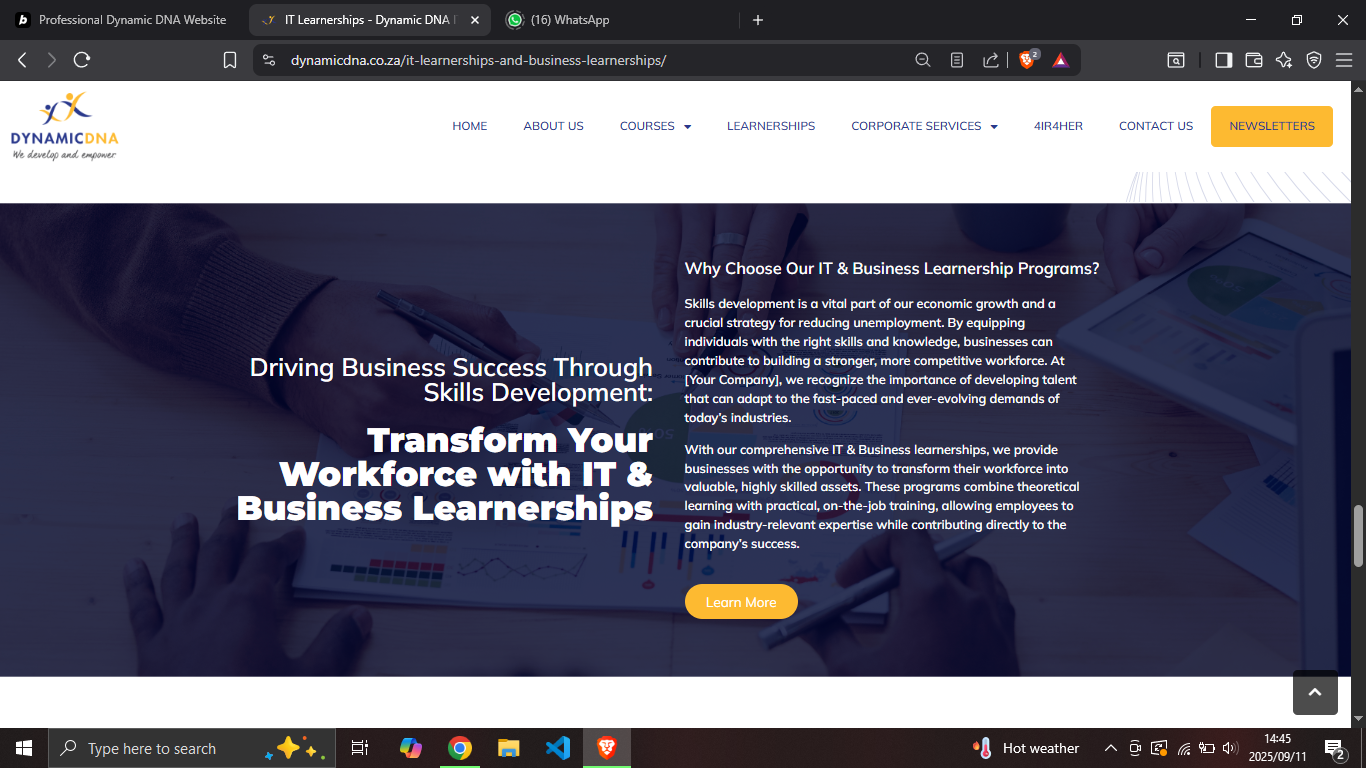 Professional Dynamic DNA Website
IT Learnerships - Dynamic DNA
(16) WhatsApp
dynamicdna.co.za/it-learnerships-and-business-learnerships/
2
DYNAMICDNA
We develop and empower
HOME
ABOUT US
COURSES
LEARNERSHIPS
CORPORATE SERVICES
4IR4HER
CONTACT US
NEWSLETTERS
Driving Business Success Through
Skills Development:
Transform Your
Workforce with IT &
Business Learnerships
Why Choose Our IT & Business Learnership Programs?
Skills development is a vital part of our economic growth and a
crucial strategy for reducing unemployment. By equipping
individuals with the right skills and knowledge, businesses can
contribute to building a stronger, more competitive workforce. At
[Your Company], we recognize the importance of developing talent
that can adapt to the fast-paced and ever-evolving demands of
today's industries.
With our comprehensive IT & Business learnerships, we provide
businesses with the opportunity to transform their workforce into
valuable, highly skilled assets. These programs combine theoretical
learning with practical, on-the-job training, allowing employees to
gain industry-relevant expertise while contributing directly to the
company's success.
Learn More
Type here to search
Hot weather
14:45
2025/09/11
2